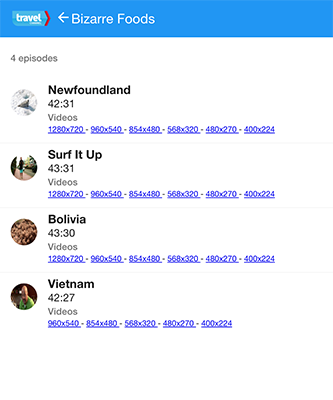 travel
Bizarre Foods
4 episodes
Newfoundland
42:31
Videos
1280x720 - 960x540 - 854x480 - 568x320 - 480x270 - 400x224
Surf It Up
43:31
Videos
1280x720 - 960x540 - 854x480 - 568x320 - 480x270 - 400x224
Bolivia
43:30
Videos
1280x720 - 960x540 - 854x480 - 568x320 - 480x270 - 400x224
Vietnam
42:27
Videos
960x540 - 854x480 - 568x320 - 480x270 - 400x224